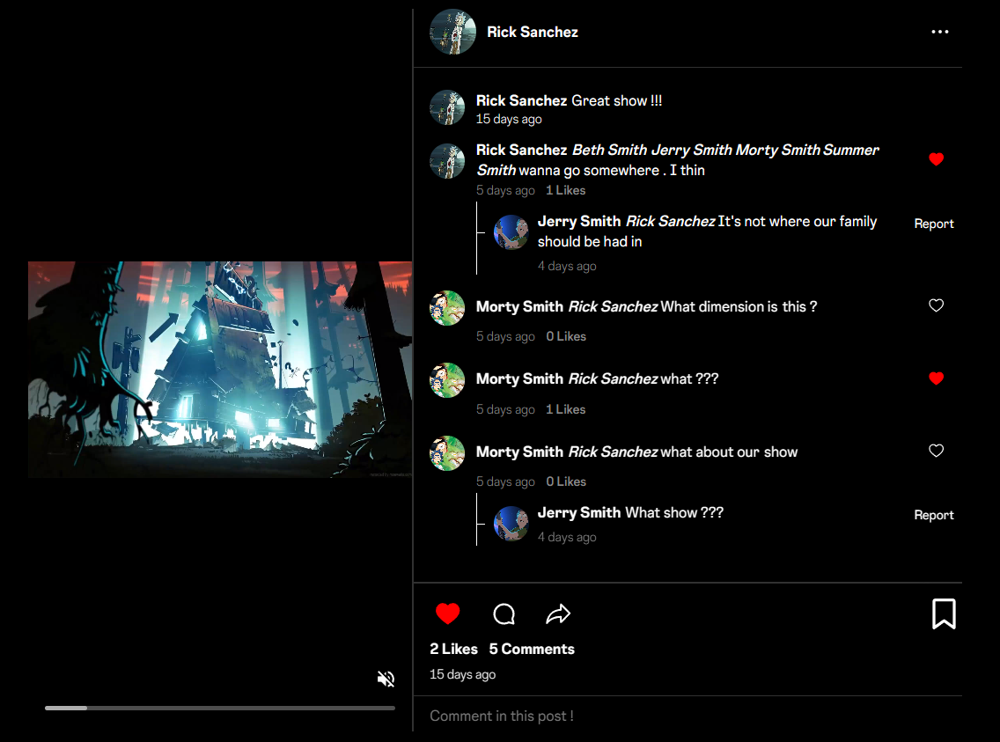 Rick Sanchez
Rick Sanchez Great show !!!
15 days ago
Rick Sanchez Beth Smith Jerry Smith Morty Smith Summer
Smith wanna go somewhere . I thin
5 days ago 1 Likes
Jerry Smith Rick Sanchez It's not where our family
should be had in
Report
4 days ago
Morty Smith Rick Sanchez What dimension is this ?
5 days ago 0 Likes
Morty Smith Rick Sanchez what ???
5 days ago 1 Likes
Morty Smith Rick Sanchez what about our show
5 days ago 0 Likes
Jerry Smith What show ???
Report
4 days ago
2 Likes 5 Comments
15 days ago
Comment in this post !